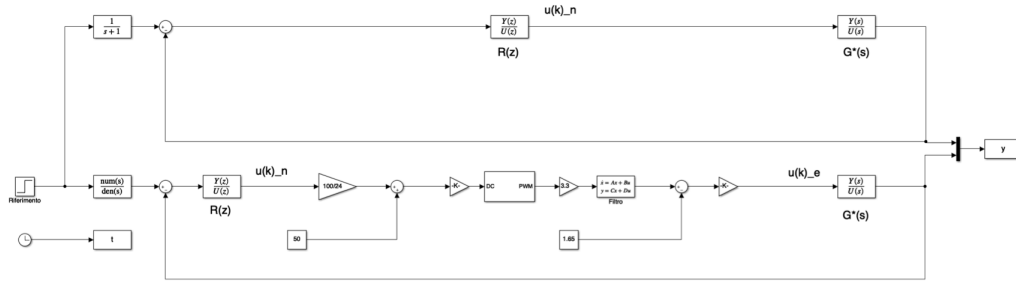 u(k)_n
1
s+1
Y(z)
U(z)
R(z)
Y(s)
U(s)
G*(s)
y
Riferimento
num(s)
den(s)
Y(z)
U(z)
R(z)
u(k)_n
100/24
-K-
DC PWM
3.3
ẋ = Ax + Bu
y = Cx + Du
Filtro
-K-
u(k)_e
Y(s)
U(s)
G*(s)
t
50
1.65